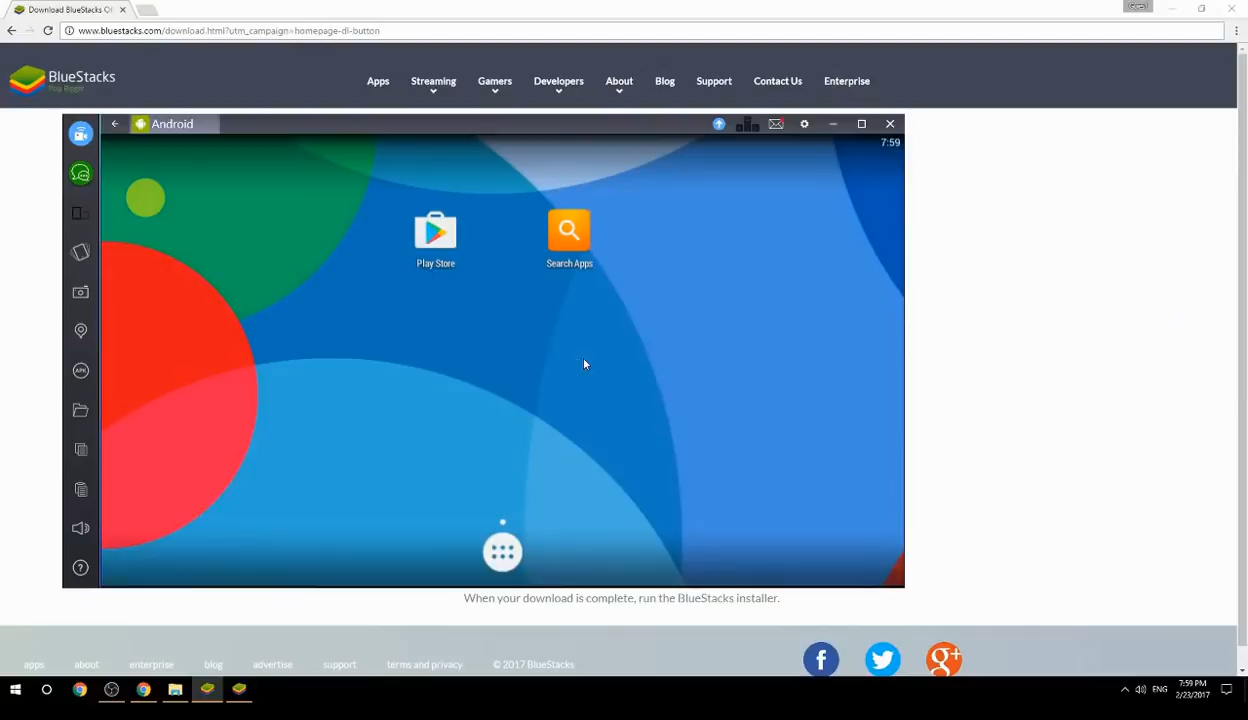 Download BlueStacks Of
www.bluestacks.com/download.html?utm_campaign=homepage-dl-button
BlueStacks
Play Bigger
Apps
Streaming
Gamers
Developers
About
Blog
Support
Contact Us
Enterprise
Android
7:59
Play Store
Search Apps
APK
When your download is complete, run the BlueStacks installer.
apps
about
enterprise
blog
advertise
support
terms and privacy
© 2017 BlueStacks
f
g+
ENG
7:59 PM
2/23/2017